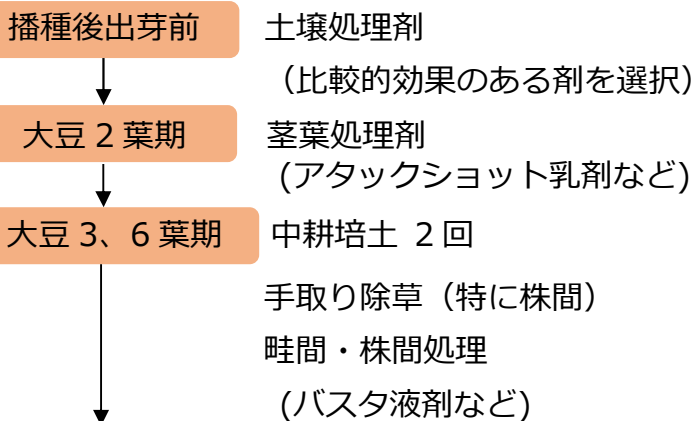 播種後出芽前 土壌処理剤
（比較的効果のある剤を選択）
大豆２葉期 茎葉処理剤
(アタックショット乳剤など)
大豆３、６葉期 中耕培土 ２回
手取り除草（特に株間）
畦間・株間処理
(バスタ液剤など)